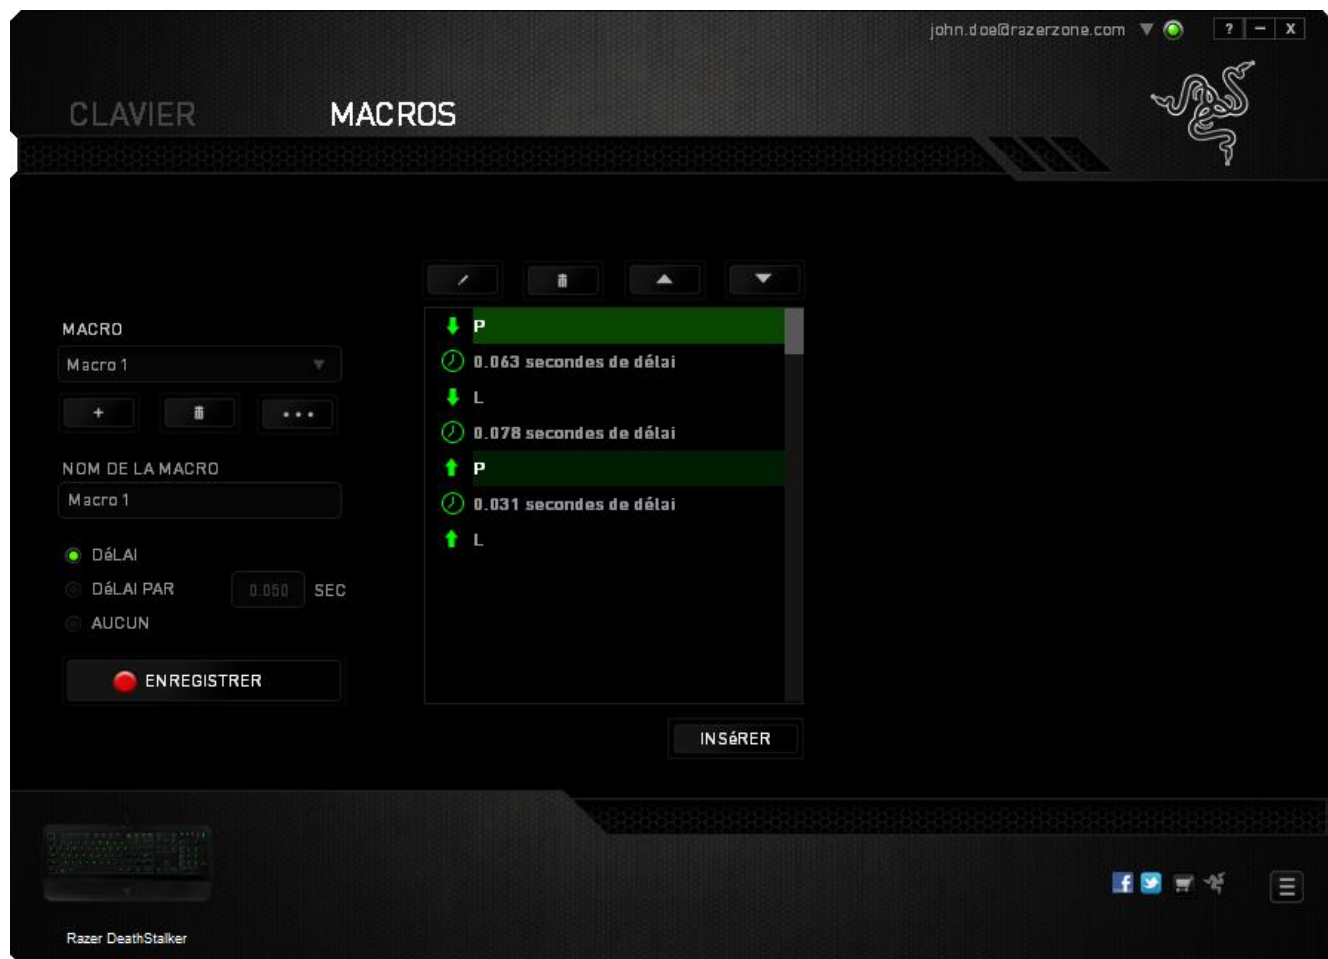 john.doe@razerzone.com
? – X
CLAVIER
MACROS
MACRO
Macro 1
+
...
NOM DE LA MACRO
Macro 1
DéLAI
DéLAI PAR 0.050 SEC
AUCUN
ENREGISTRER
P
0.063 secondes de délai
L
0.078 secondes de délai
P
0.031 secondes de délai
L
INSéRER
Razer DeathStalker